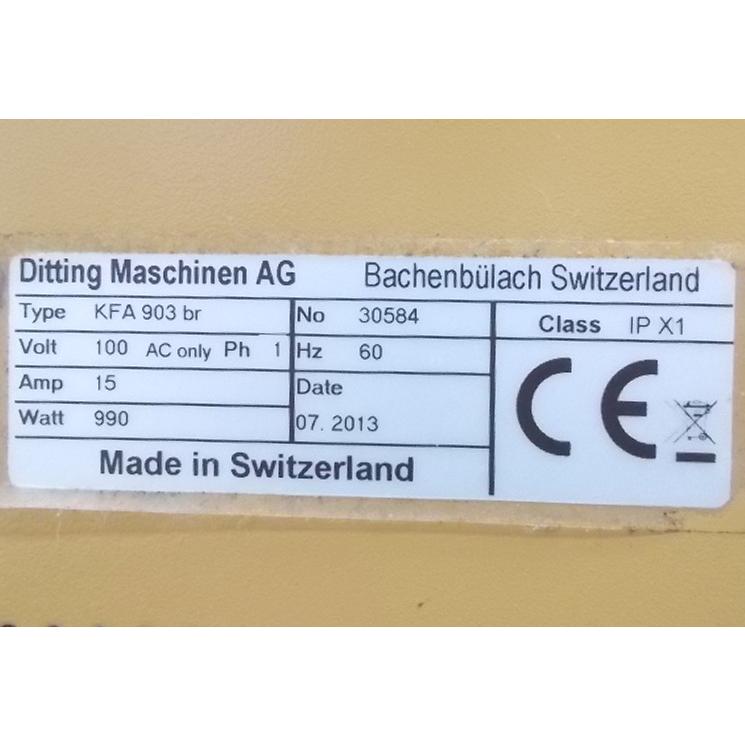 Ditting Maschinen AG Bachenbülach Switzerland
Type KFA 903 br No 30584 Class IP X1
Volt 100 AC only Ph 1 Hz 60
Amp 15 Date
Watt 990 07. 2013
CE
Made in Switzerland